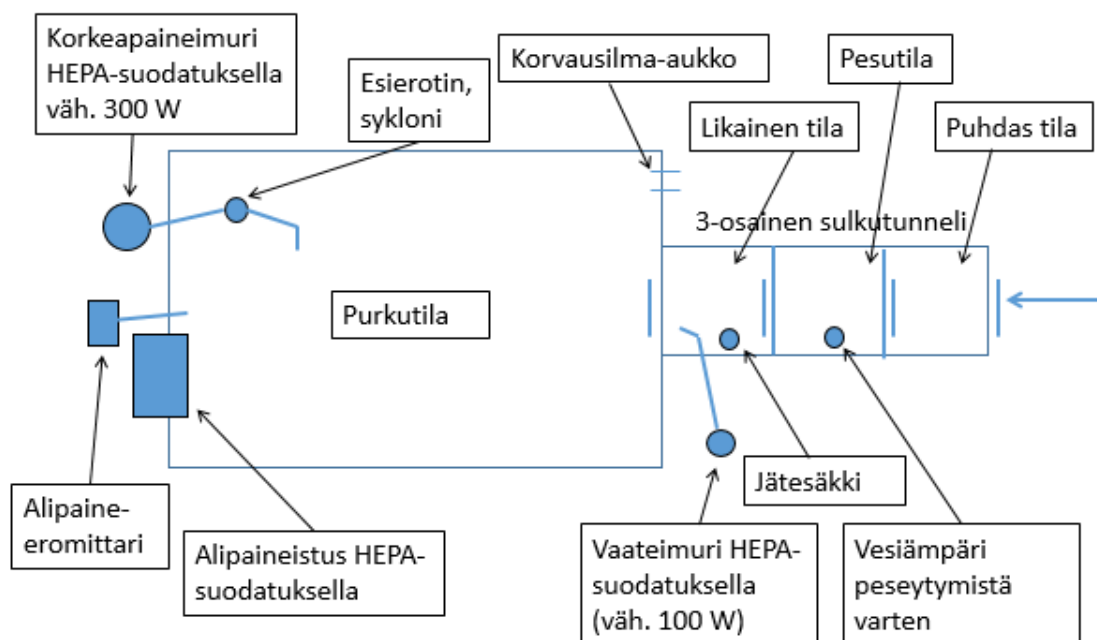 Korkeapaineimuri
HEPA-suodatuksella
väh. 300 W
Esierotin,
sykloni
Korvausilma-aukko
Pesutila
Likainen tila
Puhdas tila
3-osainen sulkutunneli
Purkutila
Alipaine-
eromittari
Alipaineistus HEPA-
suodatuksella
Jätesäkki
Vaateimuri HEPA-
suodatuksella
(väh. 100 W)
Vesiämpäri
peseytymistä
varten